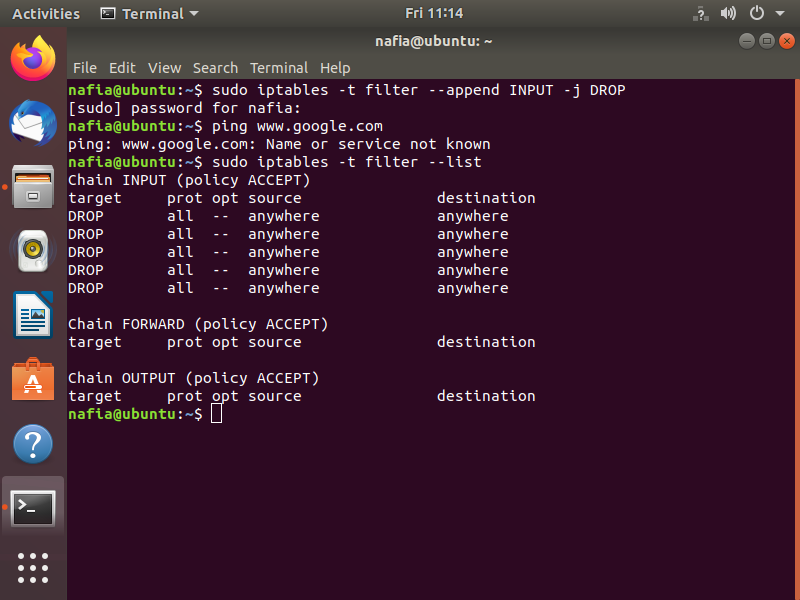 Activities Terminal Fri 11:14
nafia@ubuntu: ~
File Edit View Search Terminal Help
nafia@ubuntu:~$ sudo iptables -t filter --append INPUT -j DROP
[sudo] password for nafia:
nafia@ubuntu:~$ ping www.google.com
ping: www.google.com: Name or service not known
nafia@ubuntu:~$ sudo iptables -t filter --list
Chain INPUT (policy ACCEPT)
target     prot opt source               destination
DROP       all  --  anywhere             anywhere
DROP       all  --  anywhere             anywhere
DROP       all  --  anywhere             anywhere
DROP       all  --  anywhere             anywhere
DROP       all  --  anywhere             anywhere

Chain FORWARD (policy ACCEPT)
target     prot opt source               destination

Chain OUTPUT (policy ACCEPT)
target     prot opt source               destination
nafia@ubuntu:~$